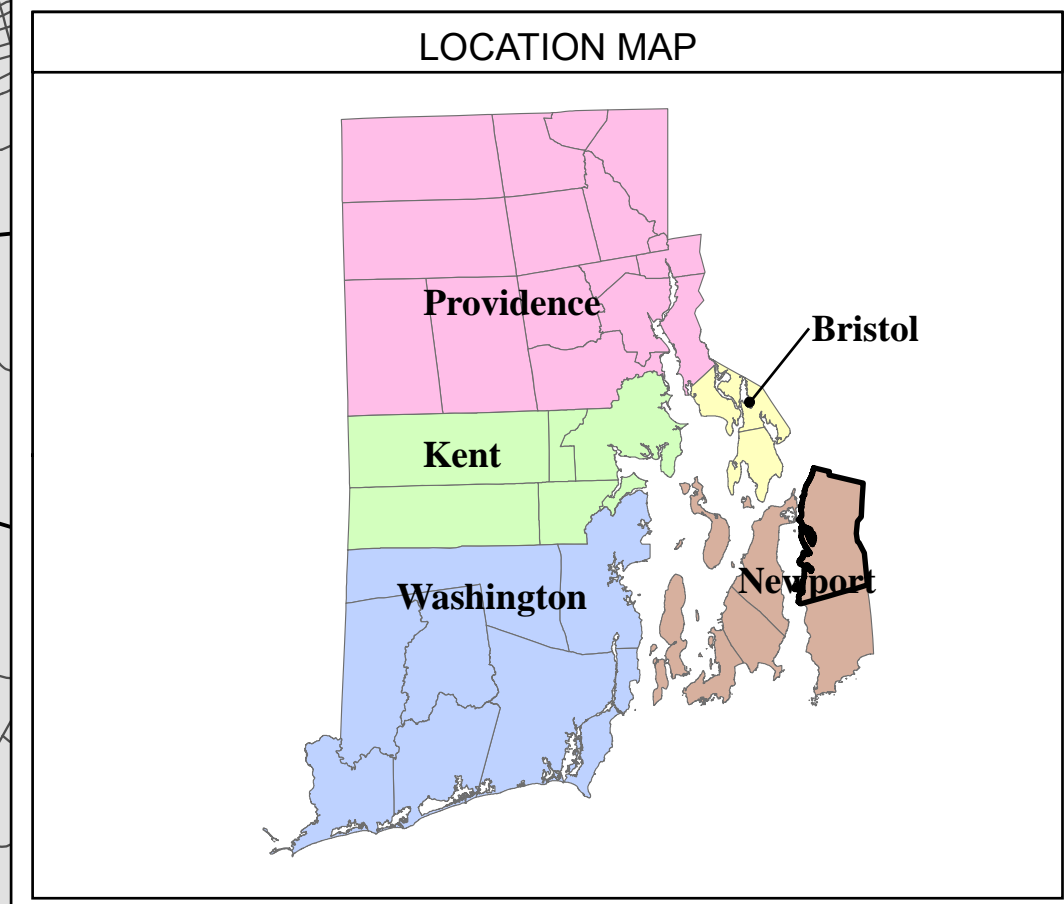 LOCATION MAP
Providence
Bristol
Kent
Newport
Washington